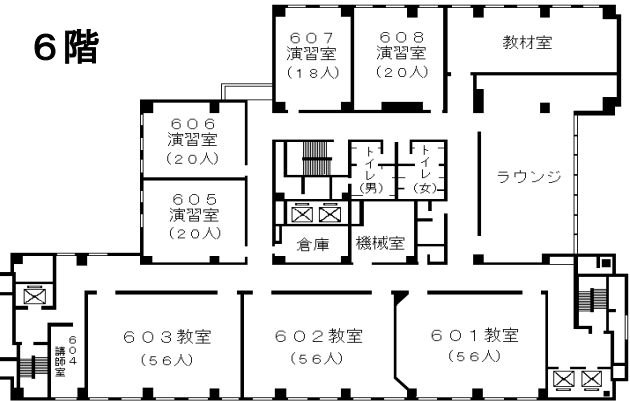 6階
607
演習室
(18人)
608
演習室
(20人)
教材室
606
演習室
(20人)
トイレ
(男)
トイレ
(女)
ラウンジ
605
演習室
(20人)
倉庫
機械室
604
講師室
603教室
(56人)
602教室
(56人)
601教室
(56人)